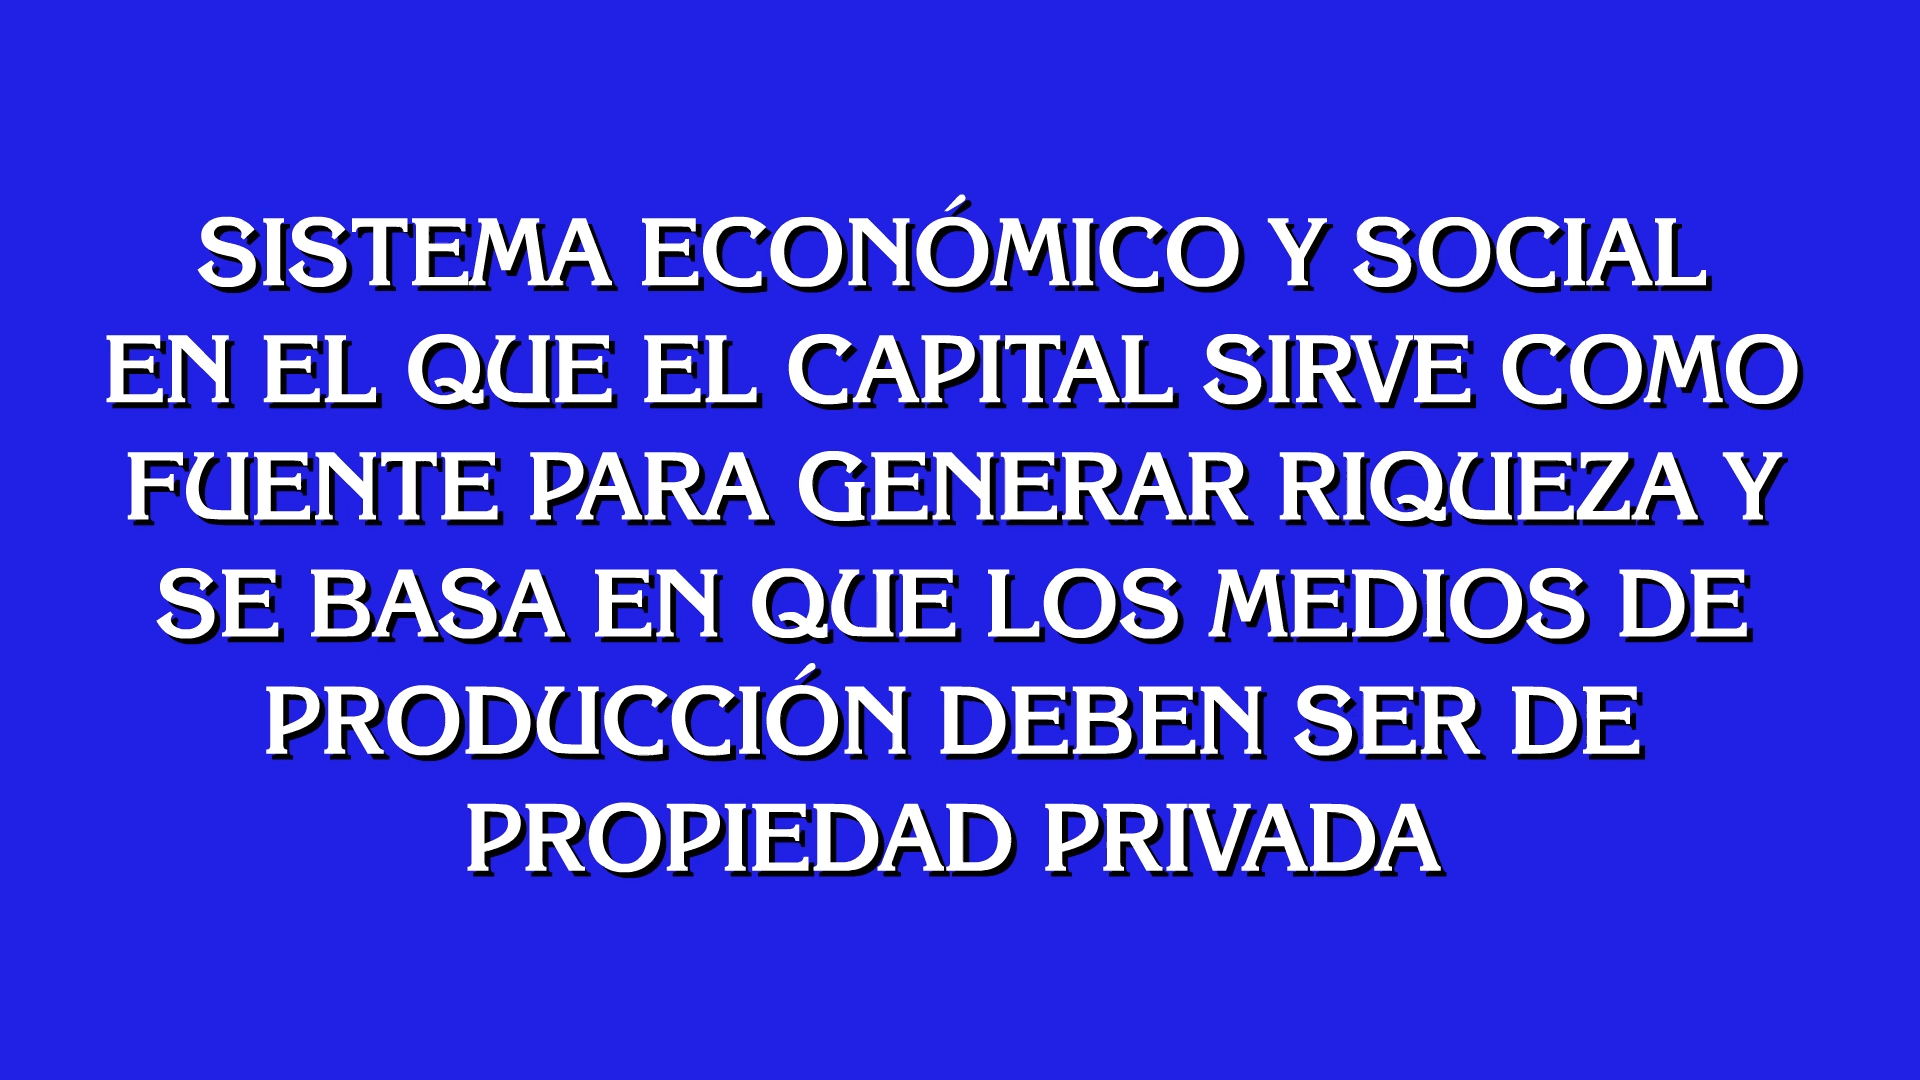 SISTEMA ECONÓMICO Y SOCIAL
EN EL QUE EL CAPITAL SIRVE COMO
FUENTE PARA GENERAR RIQUEZA Y
SE BASA EN QUE LOS MEDIOS DE
PRODUCCIÓN DEBEN SER DE
PROPIEDAD PRIVADA